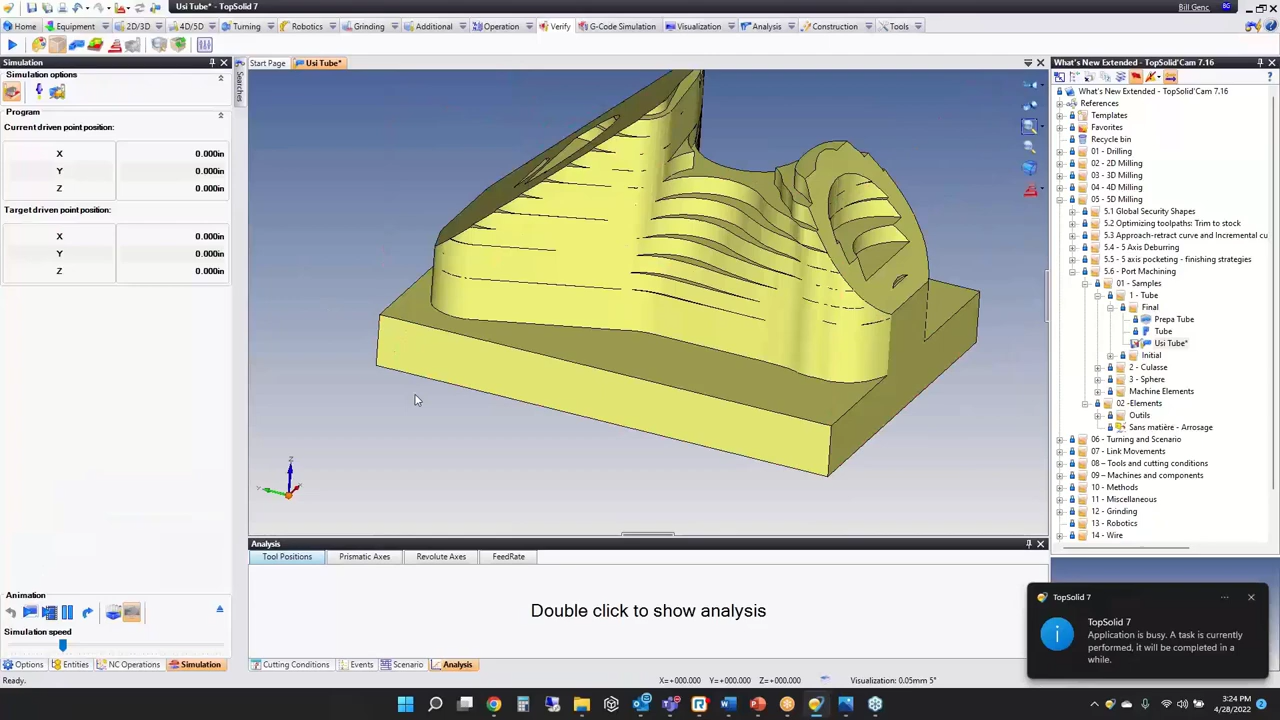 Usi Tube* - TopSolid 7
Bill Genc
Home Equipment 2D/3D 4D/5D Turning Robotics Grinding Additional Operation Verify G-Code Simulation Visualization Analysis Construction Tools
Simulation
Simulation options
Program
Current driven point position:
X 0.000in
Y 0.000in
Z 0.000in
Target driven point position:
X 0.000in
Y 0.000in
Z 0.000in
Animation
Simulation speed
Options Entities NC Operations Simulation
Ready.
Searches
Start Page Usi Tube*
Z
Y
Analysis
Tool Positions Prismatic Axes Revolute Axes FeedRate
Double click to show analysis
Cutting Conditions Events Scenario Analysis
X=+000.000 Y=+000.000 Z=+000.000 Visualization: 0.05mm 5°
What's New Extended - TopSolid'Cam 7.16
What's New Extended - TopSolid'Cam 7.16
References
Templates
Favorites
Recycle bin
01 - Drilling
02 - 2D Milling
03 - 3D Milling
04 - 4D Milling
05 - 5D Milling
5.1 Global Security Shapes
5.2 Optimizing toolpaths: Trim to stock
5.3 Approach-retract curve and Incremental cu
5.4 - 5 Axis Deburring
5.5 - 5 axis pocketing - finishing strategies
5.6 - Port Machining
01 - Samples
1 - Tube
Final
Prepa Tube
Tube
Usi Tube*
Initial
2 - Culasse
3 - Sphere
Machine Elements
02 -Elements
Outils
Sans matière - Arrosage
06 - Turning and Scenario
07 - Link Movements
08 – Tools and cutting conditions
09 – Machines and components
10 - Methods
11 - Miscellaneous
12 - Grinding
13 - Robotics
14 - Wire
TopSolid 7
TopSolid 7
Application is busy. A task is currently
performed, it will be completed in a
while.
3:24 PM
4/28/2022